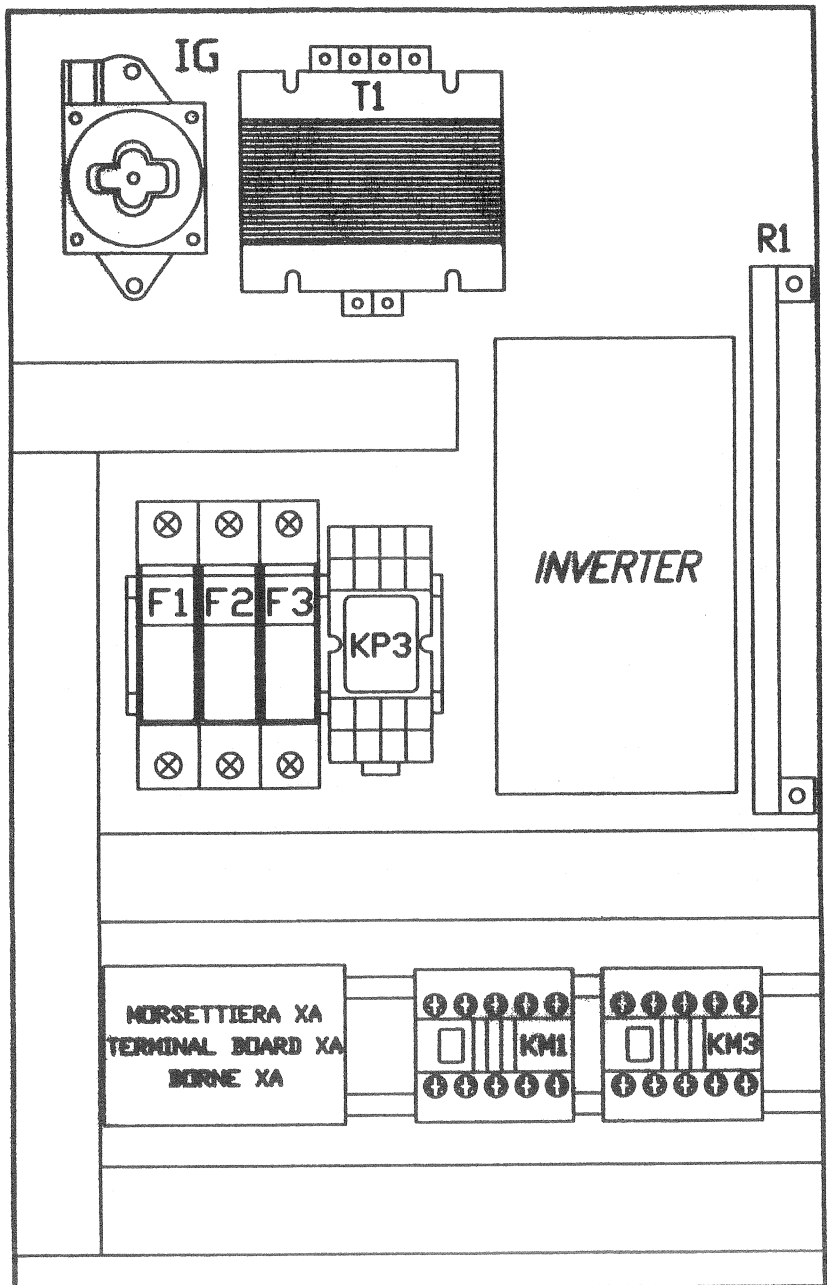 IG
T1
R1
INVERTER
F1 F2 F3
KP3
MORSETTIERA XA
TERMINAL BOARD XA
BORNE XA
KM1
KM3